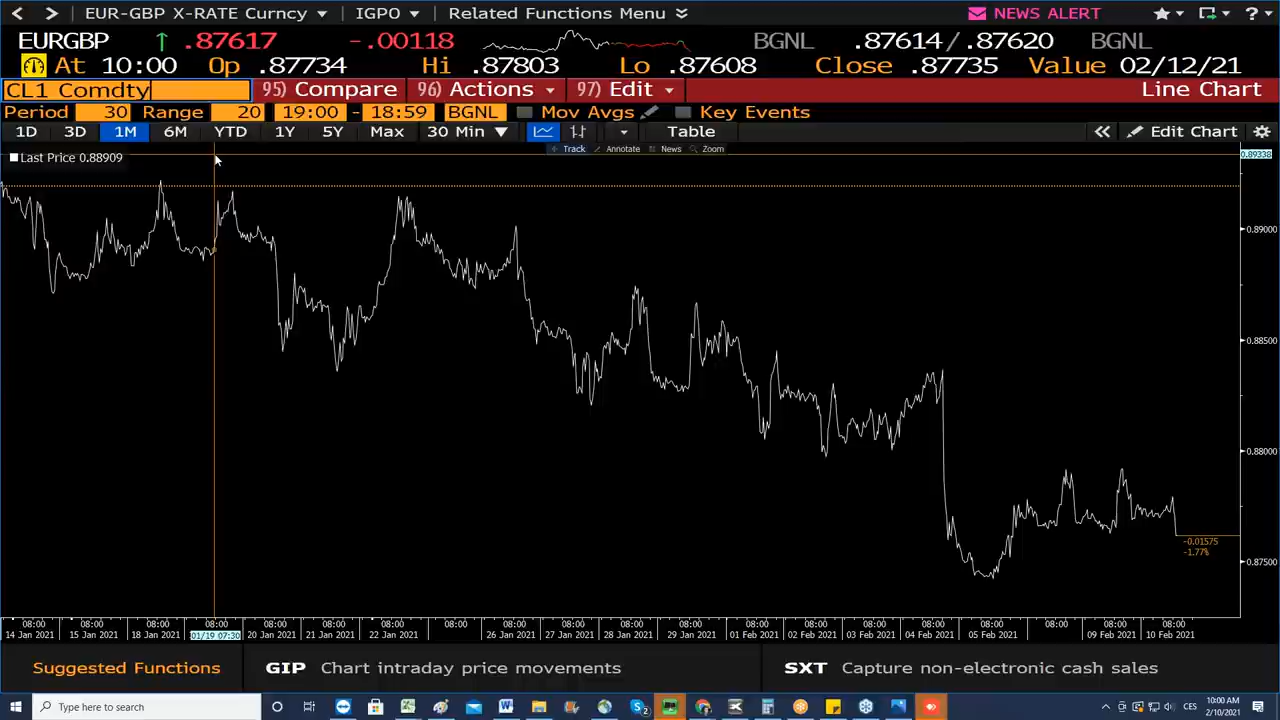 EUR-GBP X-RATE Curncy IGPO Related Functions Menu NEWS ALERT ?
EURGBP .87617 -.00118 BGNL .87614/.87620 BGNL
At 10:00 Op .87734 Hi .87803 Lo .87608 Close .87735 Value 02/12/21
CL1 Comdty 95) Compare 96) Actions 97) Edit Line Chart
Period 30 Range 20 19:00 - 18:59 BGNL Mov Avgs Key Events
1D 3D 1M 6M YTD 1Y 5Y Max 30 Min Table Edit Chart
Track Annotate News Zoom
Last Price 0.88909
0.89338
0.89000
0.88500
0.88000
-0.01575
-1.77%
0.87500
08:00 08:00 08:00 08:00 08:00 08:00 08:00 08:00 08:00 08:00 08:00 08:00 08:00 08:00 08:00 08:00 08:00 08:00 08:00 08:00
14 Jan 2021 15 Jan 2021 18 Jan 2021 01/19 07:30 20 Jan 2021 21 Jan 2021 22 Jan 2021 26 Jan 2021 27 Jan 2021 28 Jan 2021 29 Jan 2021 01 Feb 2021 02 Feb 2021 03 Feb 2021 04 Feb 2021 05 Feb 2021 09 Feb 2021 10 Feb 2021
Suggested Functions GIP Chart intraday price movements SXT Capture non-electronic cash sales
Type here to search CES 10:00 AM
2/10/2021